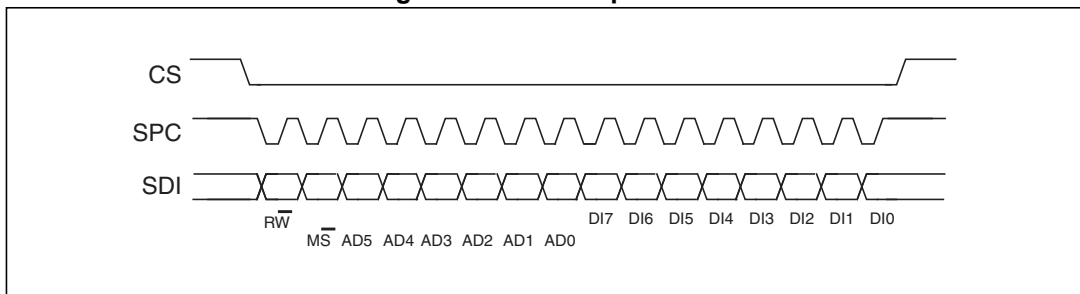 CS
SPC
SDI
RW
DI7 DI6 DI5 DI4 DI3 DI2 DI1 DI0
MS AD5 AD4 AD3 AD2 AD1 AD0